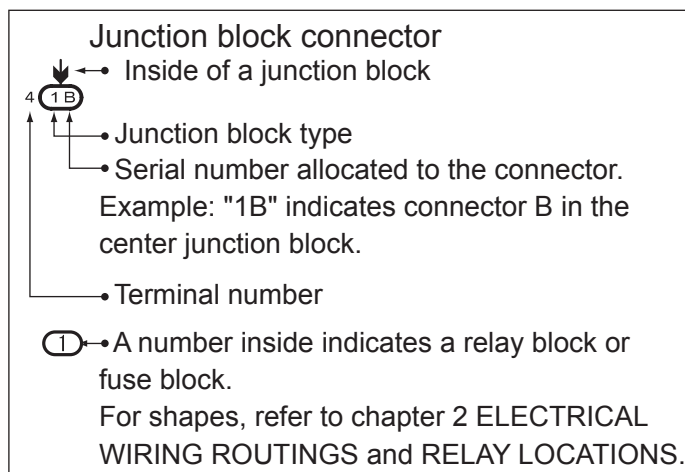 Junction block connector
Inside of a junction block
4 1B
Junction block type
Serial number allocated to the connector.
Example: "1B" indicates connector B in the
center junction block.
Terminal number
1 A number inside indicates a relay block or
fuse block.
For shapes, refer to chapter 2 ELECTRICAL
WIRING ROUTINGS and RELAY LOCATIONS.